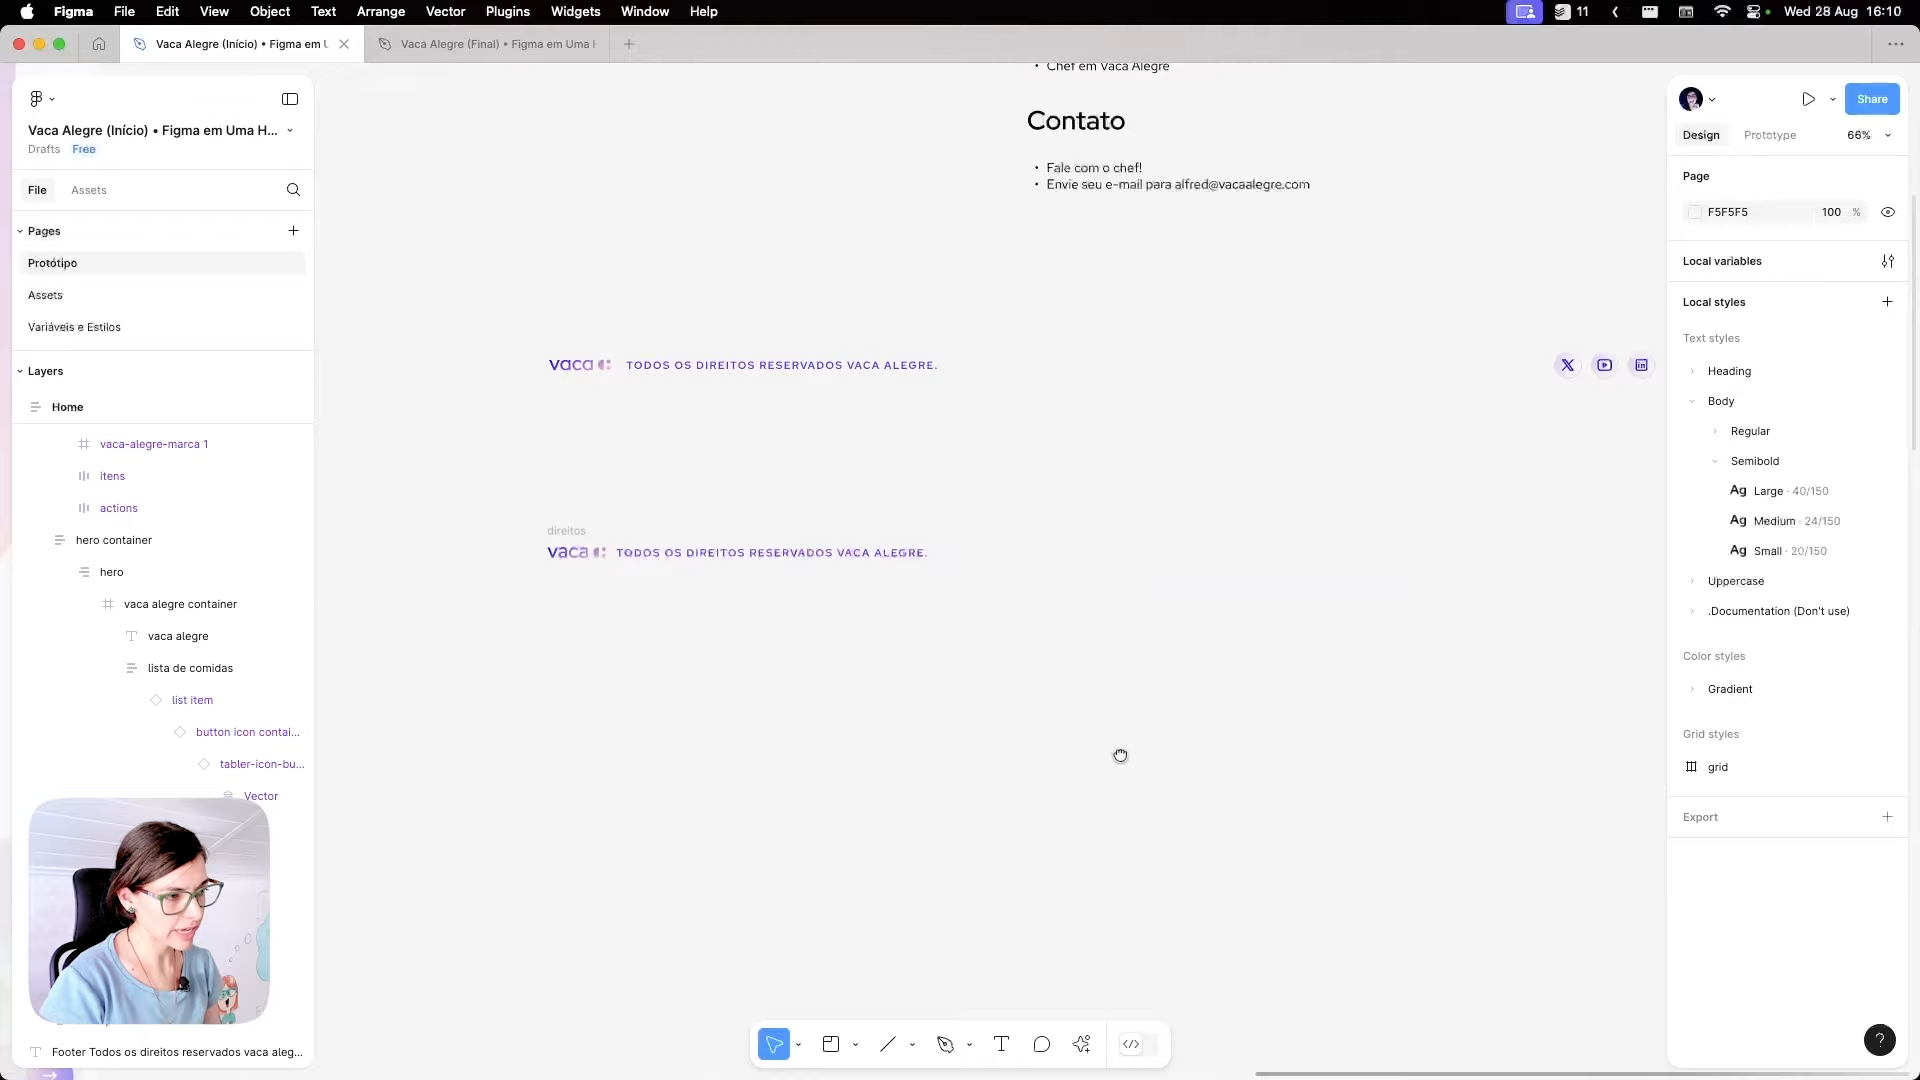 Figma File Edit View Object Text Arrange Vector Plugins Widgets Window Help 11 Wed 28 Aug 16:10
Vaca Alegre (Início) • Figma em U
Vaca Alegre (Final) • Figma em Uma H
Vaca Alegre (Início) • Figma em Uma H...
Drafts Free
File Assets
Pages
Protótipo
Assets
Variáveis e Estilos
Layers
Home
vaca-alegre-marca 1
itens
actions
hero container
hero
vaca alegre container
vaca alegre
lista de comidas
list item
button icon contai...
tabler-icon-bu...
Vector
Footer Todos os direitos reservados vaca aleg...
• Chef em Vaca Alegre
Contato
• Fale com o chef!
• Envie seu e-mail para alfred@vacaalegre.com
vaca TODOS OS DIREITOS RESERVADOS VACA ALEGRE.
direitos
vaca TODOS OS DIREITOS RESERVADOS VACA ALEGRE.
Share
Design Prototype 66%
Page
F5F5F5 100 %
Local variables
Local styles
Text styles
Heading
Body
Regular
Semibold
Ag Large · 40/150
Ag Medium · 24/150
Ag Small · 20/150
Uppercase
.Documentation (Don't use)
Color styles
Gradient
Grid styles
grid
Export
?